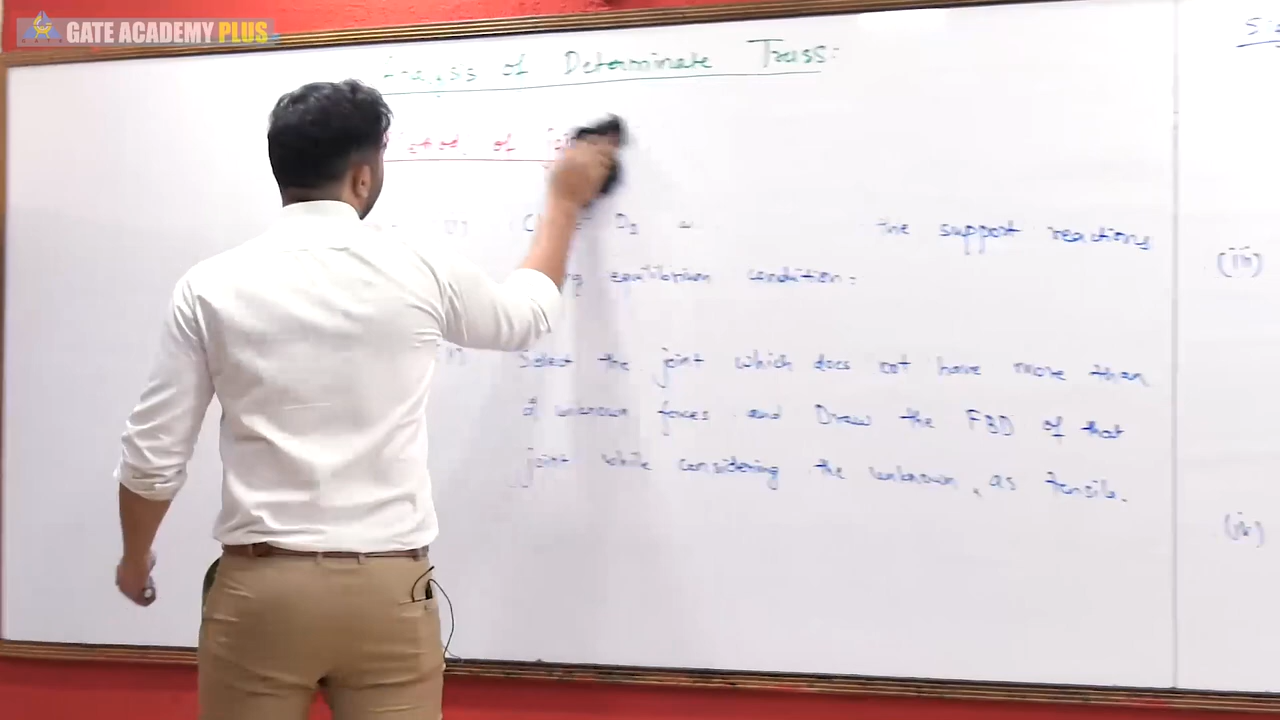 GATE ACADEMY PLUS
Analysis of Determinate Truss:
of
the support reactions
equilibrium condition:
Select the joint which does not have more than
unknown forces and Draw the FBD of that
joint while considering the unknown, as tensile.
(iii)
(iv)